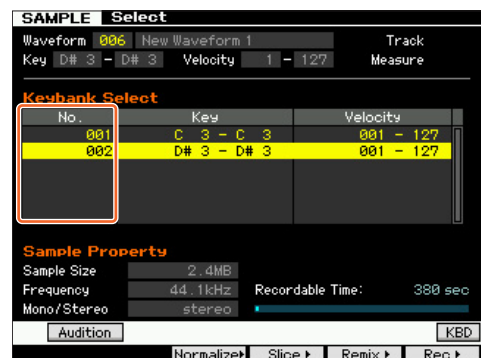 SAMPLE Select
Waveform 006 New Waveform 1 Track
Key D# 3 - D# 3 Velocity 1 - 127 Measure
Keybank Select
No. Key Velocity
001 C 3 - C 3 001 - 127
002 D# 3 - D# 3 001 - 127
Sample Property
Sample Size 2.4MB
Frequency 44.1kHz Recordable Time: 380 sec
Mono/Stereo stereo
Audition KBD
Normalize Slice Remix Rec